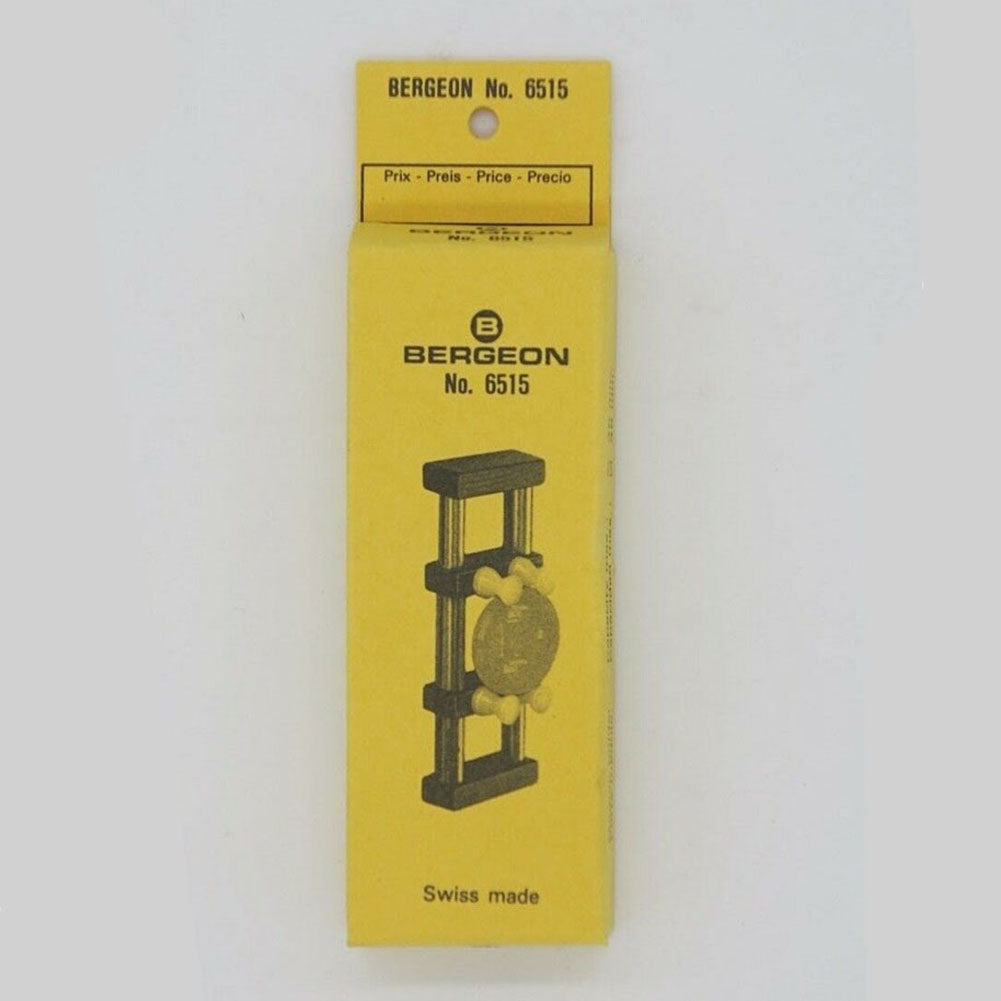 BERGEON No. 6515
Prix - Preis - Price - Precio
BERGEON
No. 6515
B
BERGEON
No. 6515
Swiss made